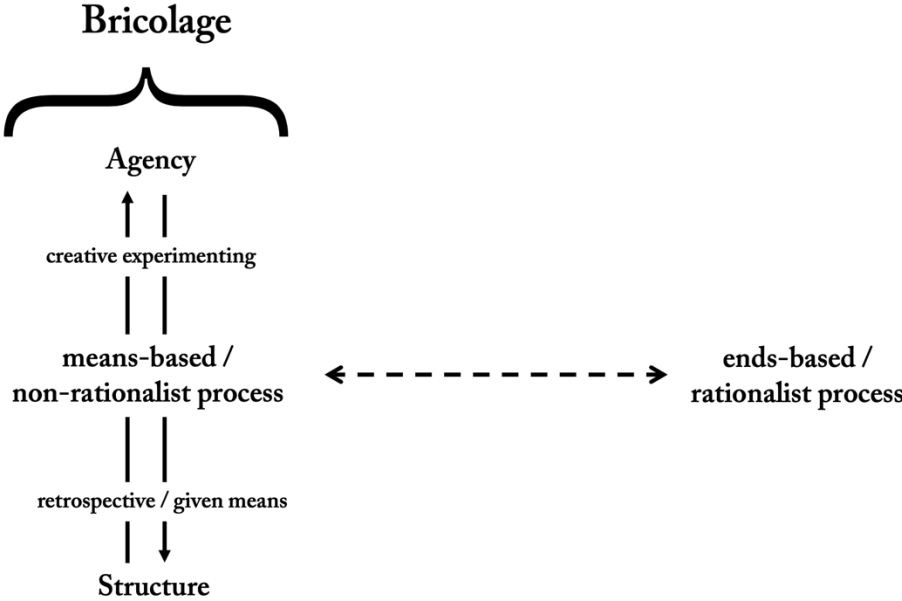 Bricolage
Agency
creative experimenting
means-based /
non-rationalist process
ends-based /
rationalist process
retrospective / given means
Structure